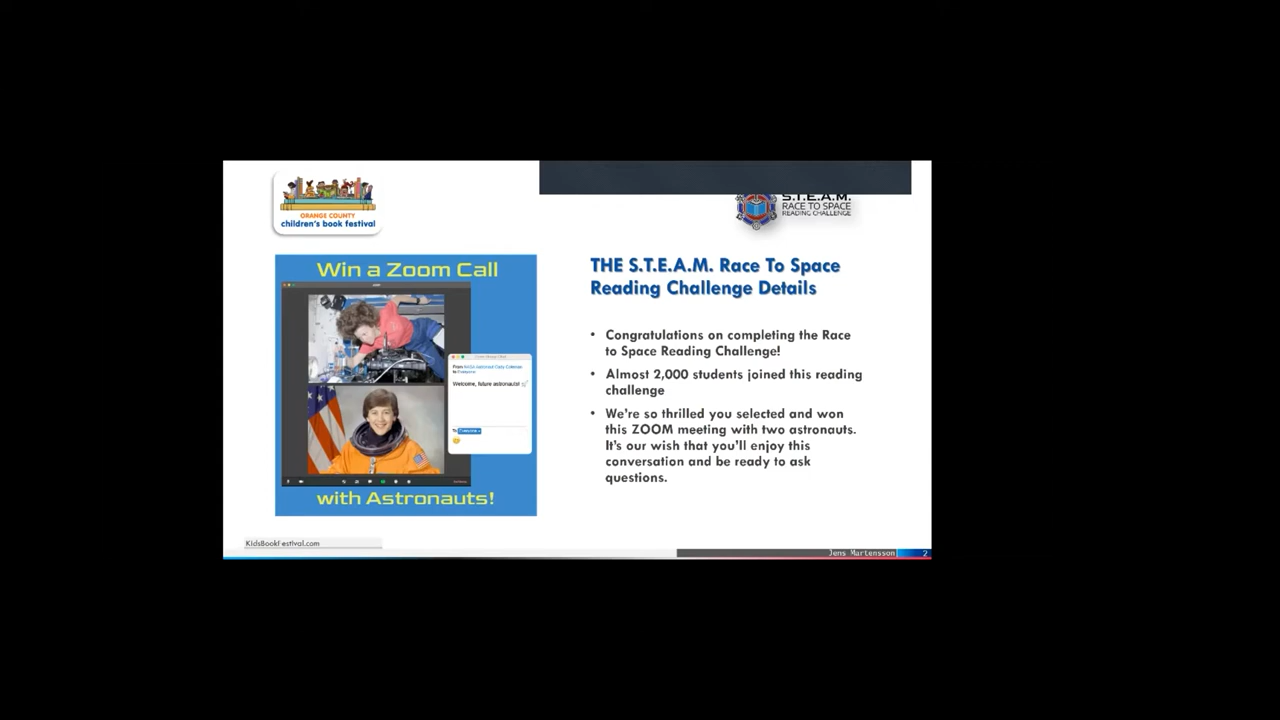 ORANGE COUNTY
children's book festival
S.T.E.A.M.
RACE TO SPACE
READING CHALLENGE
Win a Zoom Call
Welcome, future astronauts!
with Astronauts!
THE S.T.E.A.M. Race To Space
Reading Challenge Details
• Congratulations on completing the Race
to Space Reading Challenge!
• Almost 2,000 students joined this reading
challenge
• We're so thrilled you selected and won
this ZOOM meeting with two astronauts.
It's our wish that you'll enjoy this
conversation and be ready to ask
questions.
KidsBookFestival.com
Jens Martensson
2